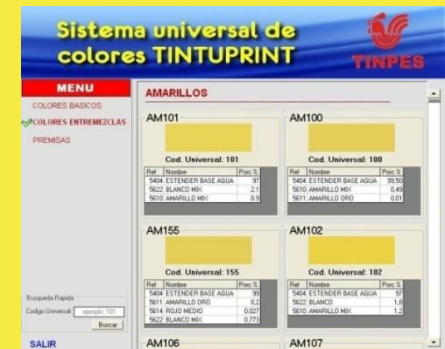 Sistema universal de
colores TINTUPRINT
TINPES
MENU
COLORES BASICOS
COLORES ENTREMEZCLAS
PREMISAS
Busqueda Rapida
Codigo Universal ejemplo: 101
Buscar
SALIR
AMARILLOS
AM101
Cod. Universal: 101
Ref Nombre Porc %
5404 ESTENDER BASE AGUA 97
5622 BLANCO MIX 2,1
5610 AMARILLO MIX 0,9
AM100
Cod. Universal: 100
Ref Nombre Porc %
5404 ESTENDER BASE AGUA 99,50
5610 AMARILLO MIX 0,49
5611 AMARILLO ORO 0,01
AM155
Cod. Universal: 155
Ref Nombre Porc %
5404 ESTENDER BASE AGUA 99
5611 AMARILLO ORO 0,2
5614 ROJO MEDIO 0,027
5622 BLANCO MIX 0,773
AM102
Cod. Universal: 102
Ref Nombre Porc %
5404 ESTENDER BASE AGUA 97
5622 BLANCO 1,8
5610 AMARILLO MIX 1,2
AM106
AM107